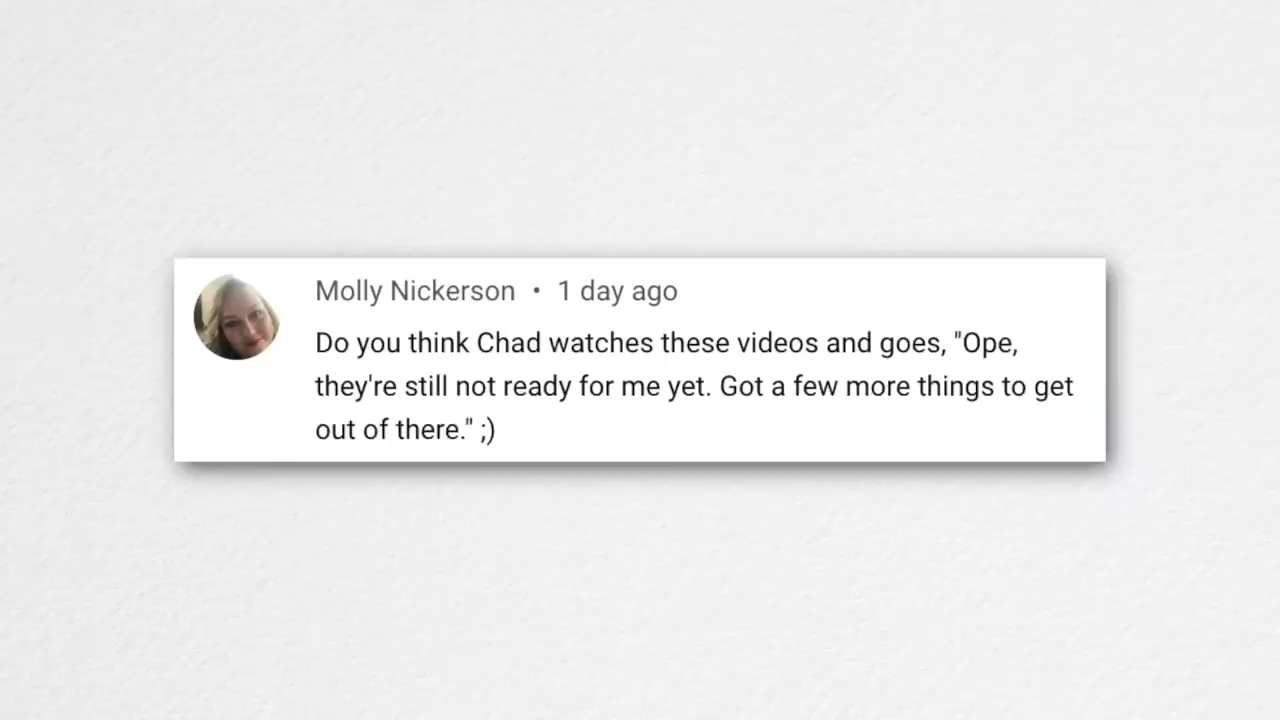 Molly Nickerson • 1 day ago
Do you think Chad watches these videos and goes, "Ope,
they're still not ready for me yet. Got a few more things to get
out of there." ;)